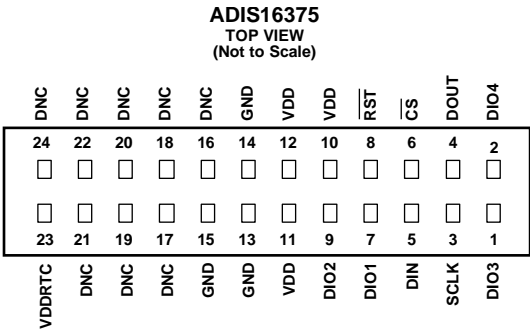 ADIS16375
TOP VIEW
(Not to Scale)
DNC DNC DNC DNC DNC GND VDD VDD RST CS DOUT DIO4
24 22 20 18 16 14 12 10 8 6 4 2
23 21 19 17 15 13 11 9 7 5 3 1
VDDRTC DNC DNC DNC GND GND VDD DIO2 DIO1 DIN SCLK DIO3